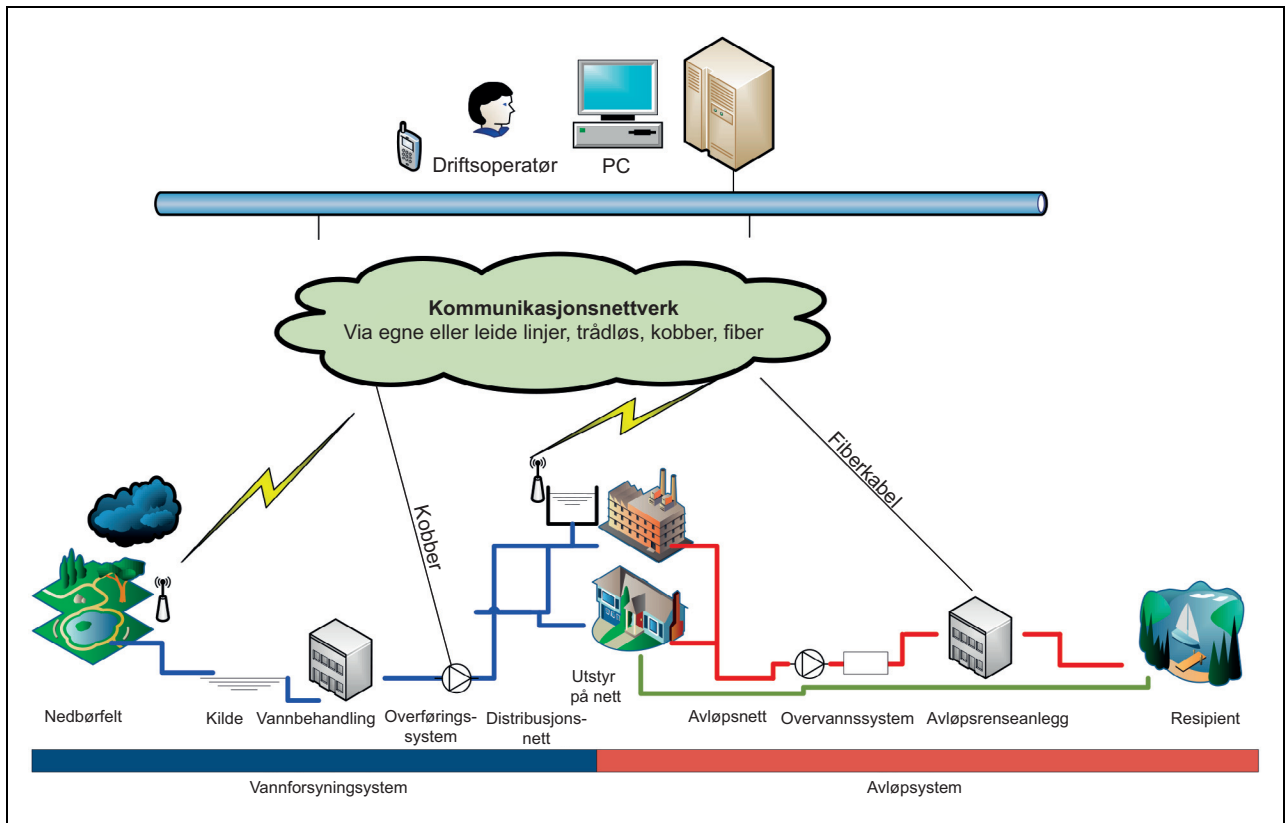 Driftsoperatør
PC
Kommunikasjonsnettverk
Via egne eller leide linjer, trådløs, kobber, fiber
Kobber
Fiberkabel
Nedbørfelt
Kilde
Vannbehandling
Overførings-
system
Distribusjons-
nett
Utstyr
på nett
Avløpsnett
Overvannssystem
Avløpsrenseanlegg
Resipient
Vannforsyningsystem
Avløpsystem